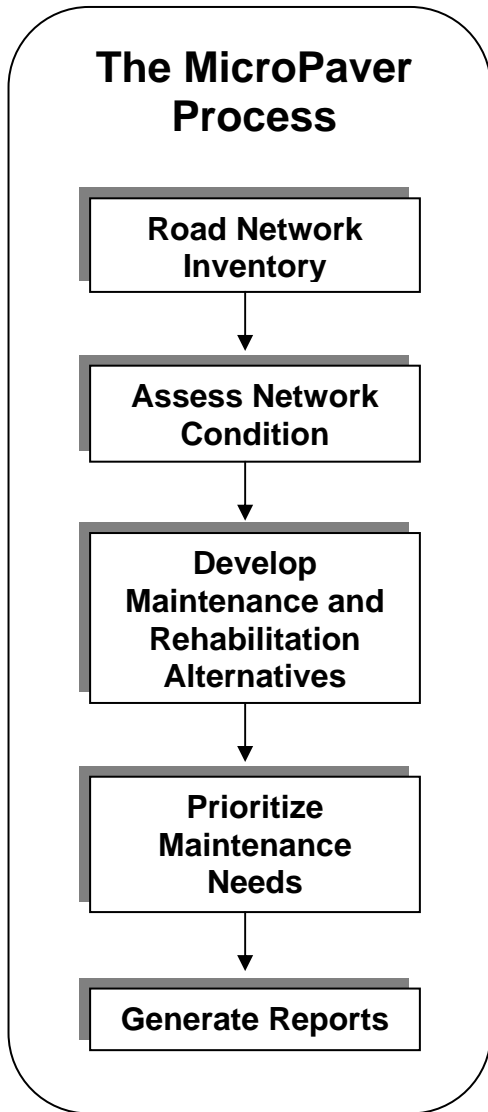 The MicroPaver
Process
Road Network
Inventory
Assess Network
Condition
Develop
Maintenance and
Rehabilitation
Alternatives
Prioritize
Maintenance
Needs
Generate Reports